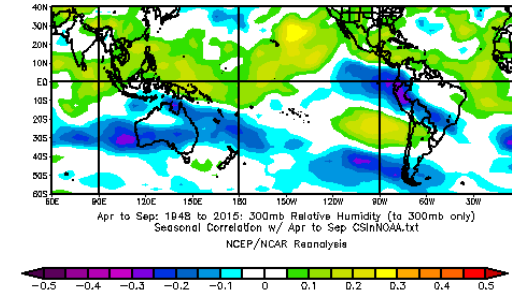 40N
30N
20N
10N
EQ
10S
20S
30S
40S
50S
60S
60E 90E 120E 150E 180 150W 120W 90W 60W 30W
Apr to Sep: 1948 to 2015: 300mb Relative Humidity (to 300mb only)
Seasonal Correlation w/ Apr to Sep CSInNOAA.txt
NCEP/NCAR Reanalysis
-0.5 -0.4 -0.3 -0.2 -0.1 0 0.1 0.2 0.3 0.4 0.5